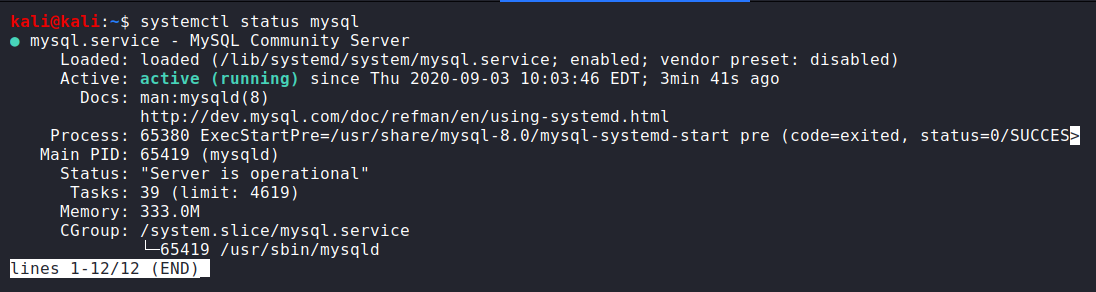 kali@kali:~$ systemctl status mysql
● mysql.service - MySQL Community Server
     Loaded: loaded (/lib/systemd/system/mysql.service; enabled; vendor preset: disabled)
     Active: active (running) since Thu 2020-09-03 10:03:46 EDT; 3min 41s ago
       Docs: man:mysqld(8)
             http://dev.mysql.com/doc/refman/en/using-systemd.html
    Process: 65380 ExecStartPre=/usr/share/mysql-8.0/mysql-systemd-start pre (code=exited, status=0/SUCCES>
   Main PID: 65419 (mysqld)
     Status: "Server is operational"
      Tasks: 39 (limit: 4619)
     Memory: 333.0M
     CGroup: /system.slice/mysql.service
             └─65419 /usr/sbin/mysqld
lines 1-12/12 (END)